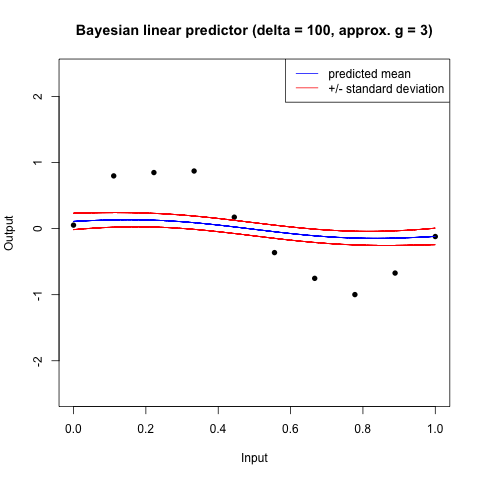 Bayesian linear predictor (delta = 100, approx. g = 3)
predicted mean
+/- standard deviation
Output
2
1
0
-1
-2
0.0 0.2 0.4 0.6 0.8 1.0
Input